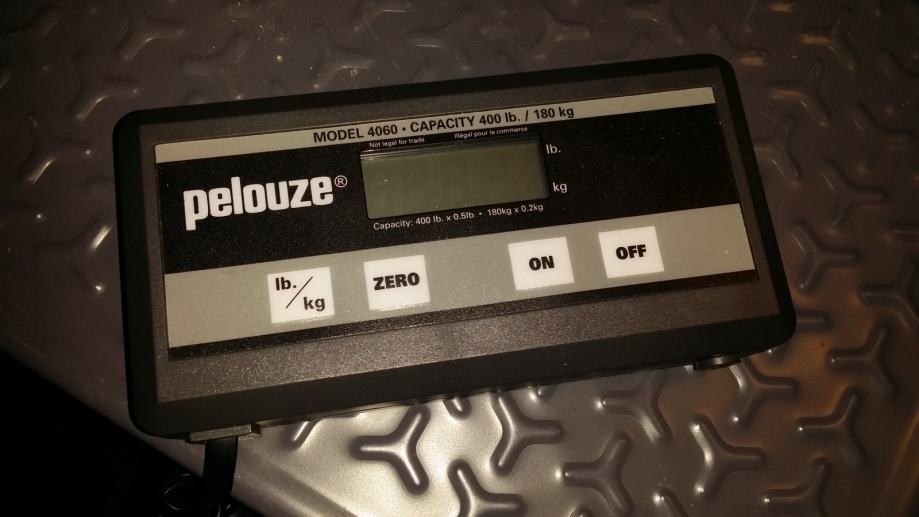 MODEL 4060 • CAPACITY 400 lb. / 180 kg
Not legal for trade Illégal pour le commerce
lb.
pelouze®
kg
Capacity: 400 lb. x 0.5lb • 180kg x 0.2kg
lb./kg ZERO ON OFF